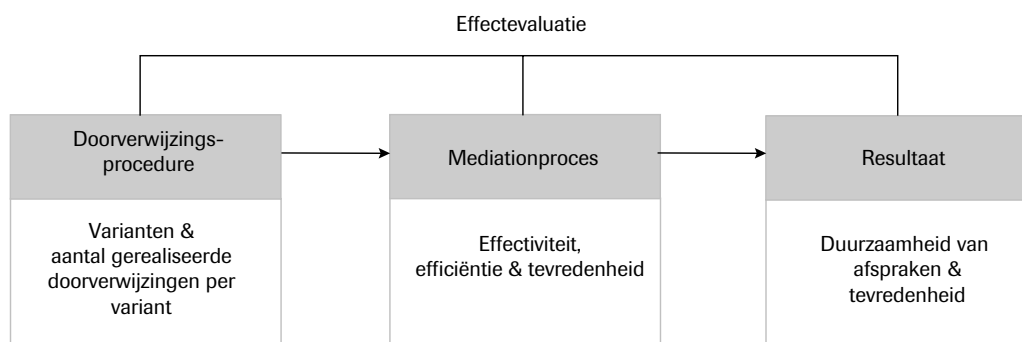 Effectevaluatie
Doorverwijzings-
procedure
Mediationproces
Resultaat
Varianten &
aantal gerealiseerde
doorverwijzingen per
variant
Effectiviteit,
efficiëntie & tevredenheid
Duurzaamheid van
afspraken &
tevredenheid